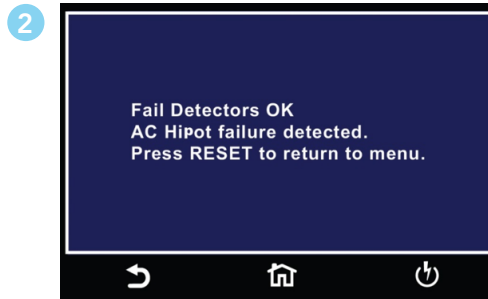 2
Fail Detectors OK
AC HiPot failure detected.
Press RESET to return to menu.